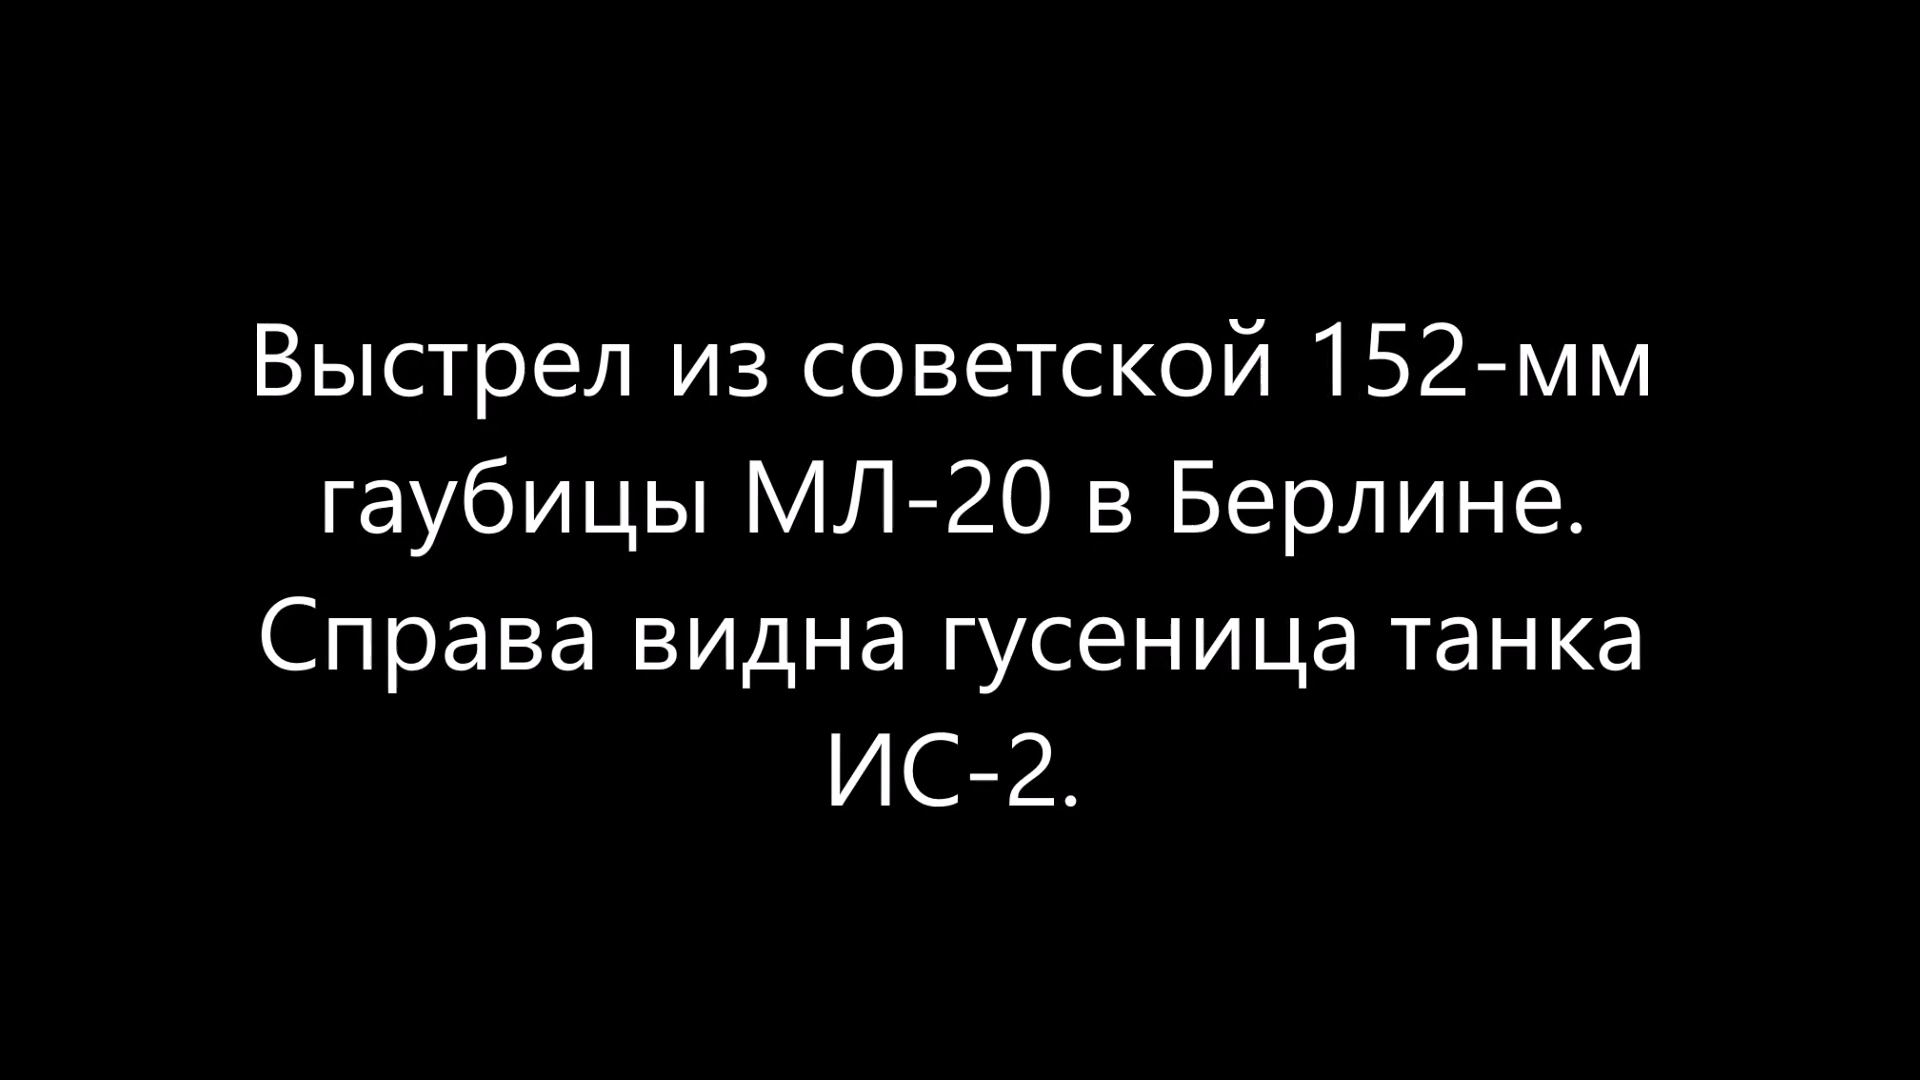 Выстрел из советской 152-мм
гаубицы МЛ-20 в Берлине.
Справа видна гусеница танка
ИС-2.